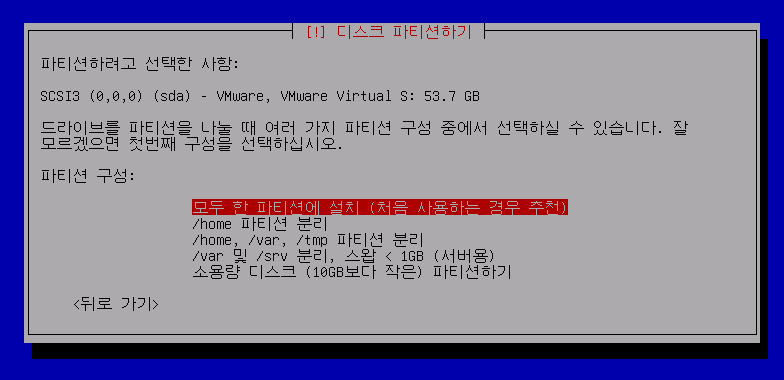 [!] 디스크 파티션하기
파티션하려고 선택한 사항:
SCSI3 (0,0,0) (sda) - VMware, VMware Virtual S: 53.7 GB
드라이브를 파티션을 나눌 때 여러 가지 파티션 구성 중에서 선택하실 수 있습니다. 잘
모르겠으면 첫번째 구성을 선택하십시오.
파티션 구성:
모두 한 파티션에 설치 (처음 사용하는 경우 추천)
/home 파티션 분리
/home, /var, /tmp 파티션 분리
/var 및 /srv 분리, 스왑 < 1GB (서버용)
소용량 디스크 (10GB보다 작은) 파티션하기
<뒤로 가기>